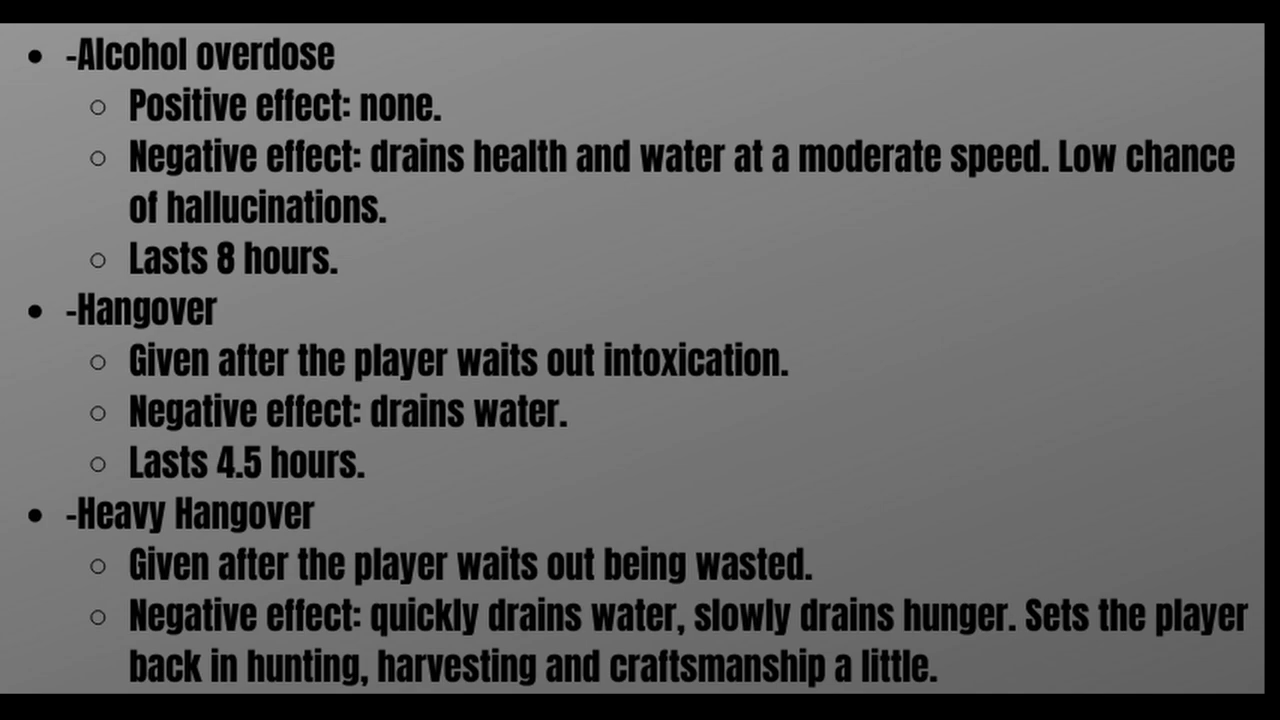 -Alcohol overdose
Positive effect: none.
Negative effect: drains health and water at a moderate speed. Low chance
of hallucinations.
Lasts 8 hours.
-Hangover
Given after the player waits out intoxication.
Negative effect: drains water.
Lasts 4.5 hours.
-Heavy Hangover
Given after the player waits out being wasted.
Negative effect: quickly drains water, slowly drains hunger. Sets the player
back in hunting, harvesting and craftsmanship a little.